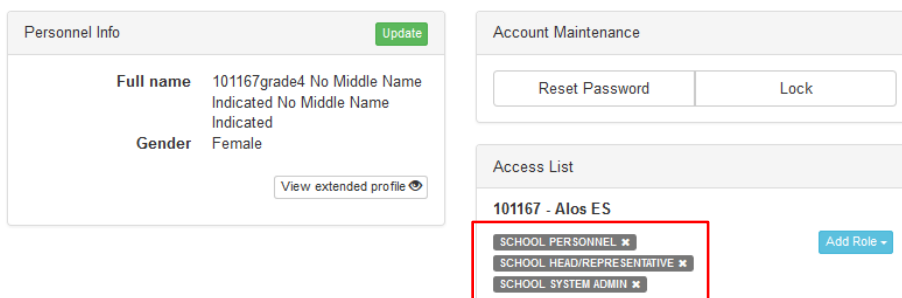 Personnel Info
Update
Full name 101167grade4 No Middle Name
Indicated No Middle Name
Indicated
Gender Female
View extended profile
Account Maintenance
Reset Password Lock
Access List
101167 - Alos ES
SCHOOL PERSONNEL ×
Add Role
SCHOOL HEAD/REPRESENTATIVE ×
SCHOOL SYSTEM ADMIN ×